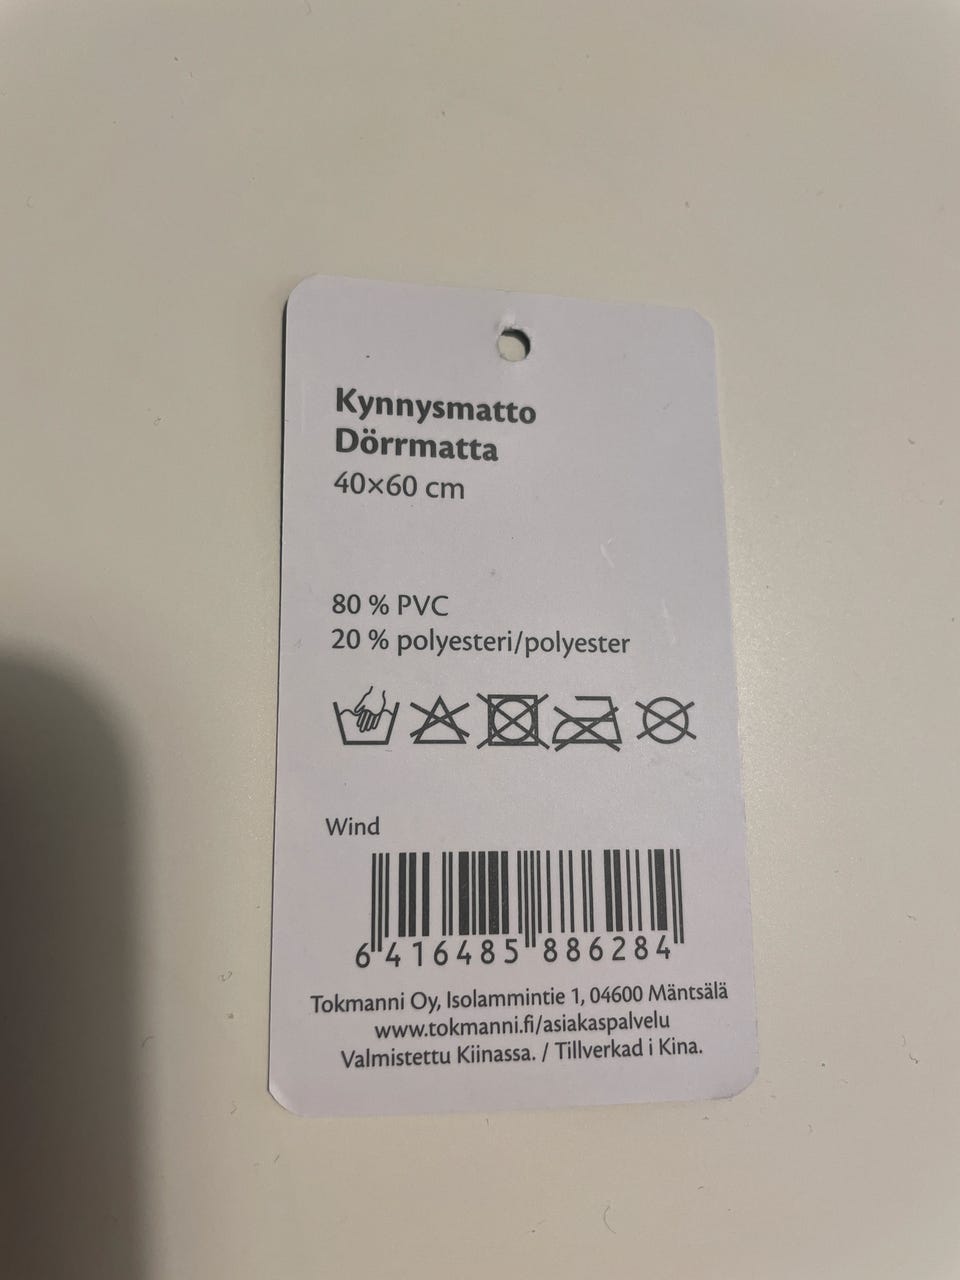 Kynnysmatto
Dörrmatta
40×60 cm
80 % PVC
20 % polyesteri/polyester
Wind
6 416485 886284
Tokmanni Oy, Isolammintie 1, 04600 Mäntsälä
www.tokmanni.fi/asiakaspalvelu
Valmistettu Kiinassa. / Tillverkad i Kina.